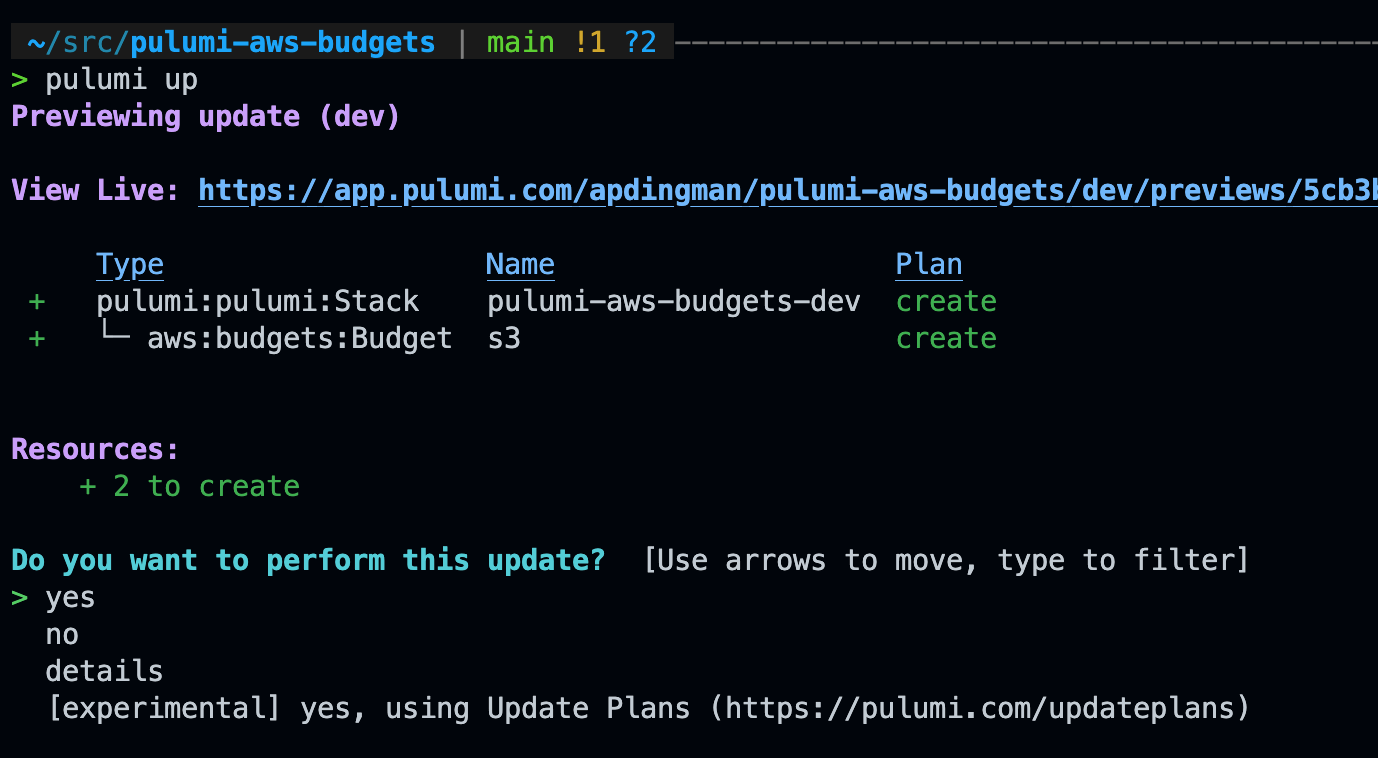 ~/src/pulumi-aws-budgets | main !1 ?2
> pulumi up
Previewing update (dev)
View Live: https://app.pulumi.com/apdingman/pulumi-aws-budgets/dev/previews/5cb3
Type Name Plan
+ pulumi:pulumi:Stack pulumi-aws-budgets-dev create
+ └─ aws:budgets:Budget s3 create
Resources:
+ 2 to create
Do you want to perform this update? [Use arrows to move, type to filter]
> yes
no
details
[experimental] yes, using Update Plans (https://pulumi.com/updateplans)